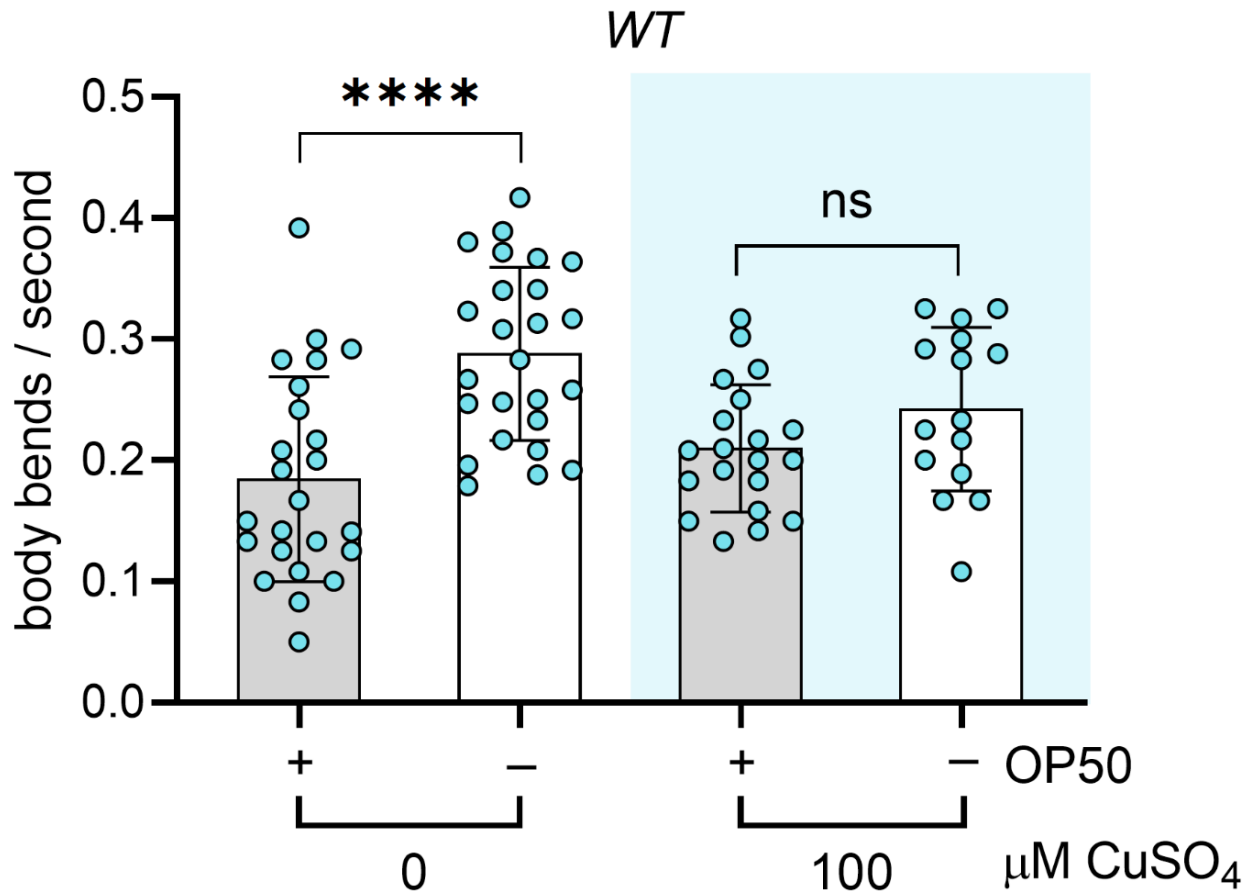 WT
body bends / second
0.5
0.4
0.3
0.2
0.1
0.0
****
ns
+ – + – OP50
0 100 μM CuSO₄